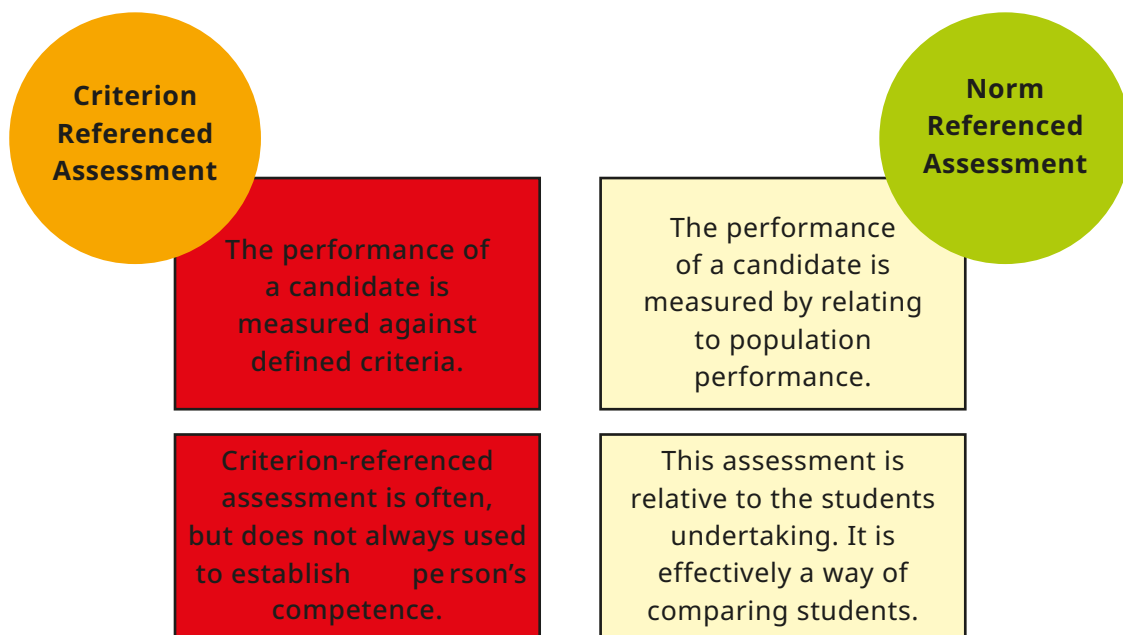 Criterion
Referenced
Assessment
The performance of
a candidate is
measured against
defined criteria.
Criterion-referenced
assessment is often,
but does not always used
to establish pe rson’s
competence.
Norm
Referenced
Assessment
The performance
of a candidate is
measured by relating
to population
performance.
This assessment is
relative to the students
undertaking. It is
effectively a way of
comparing students.